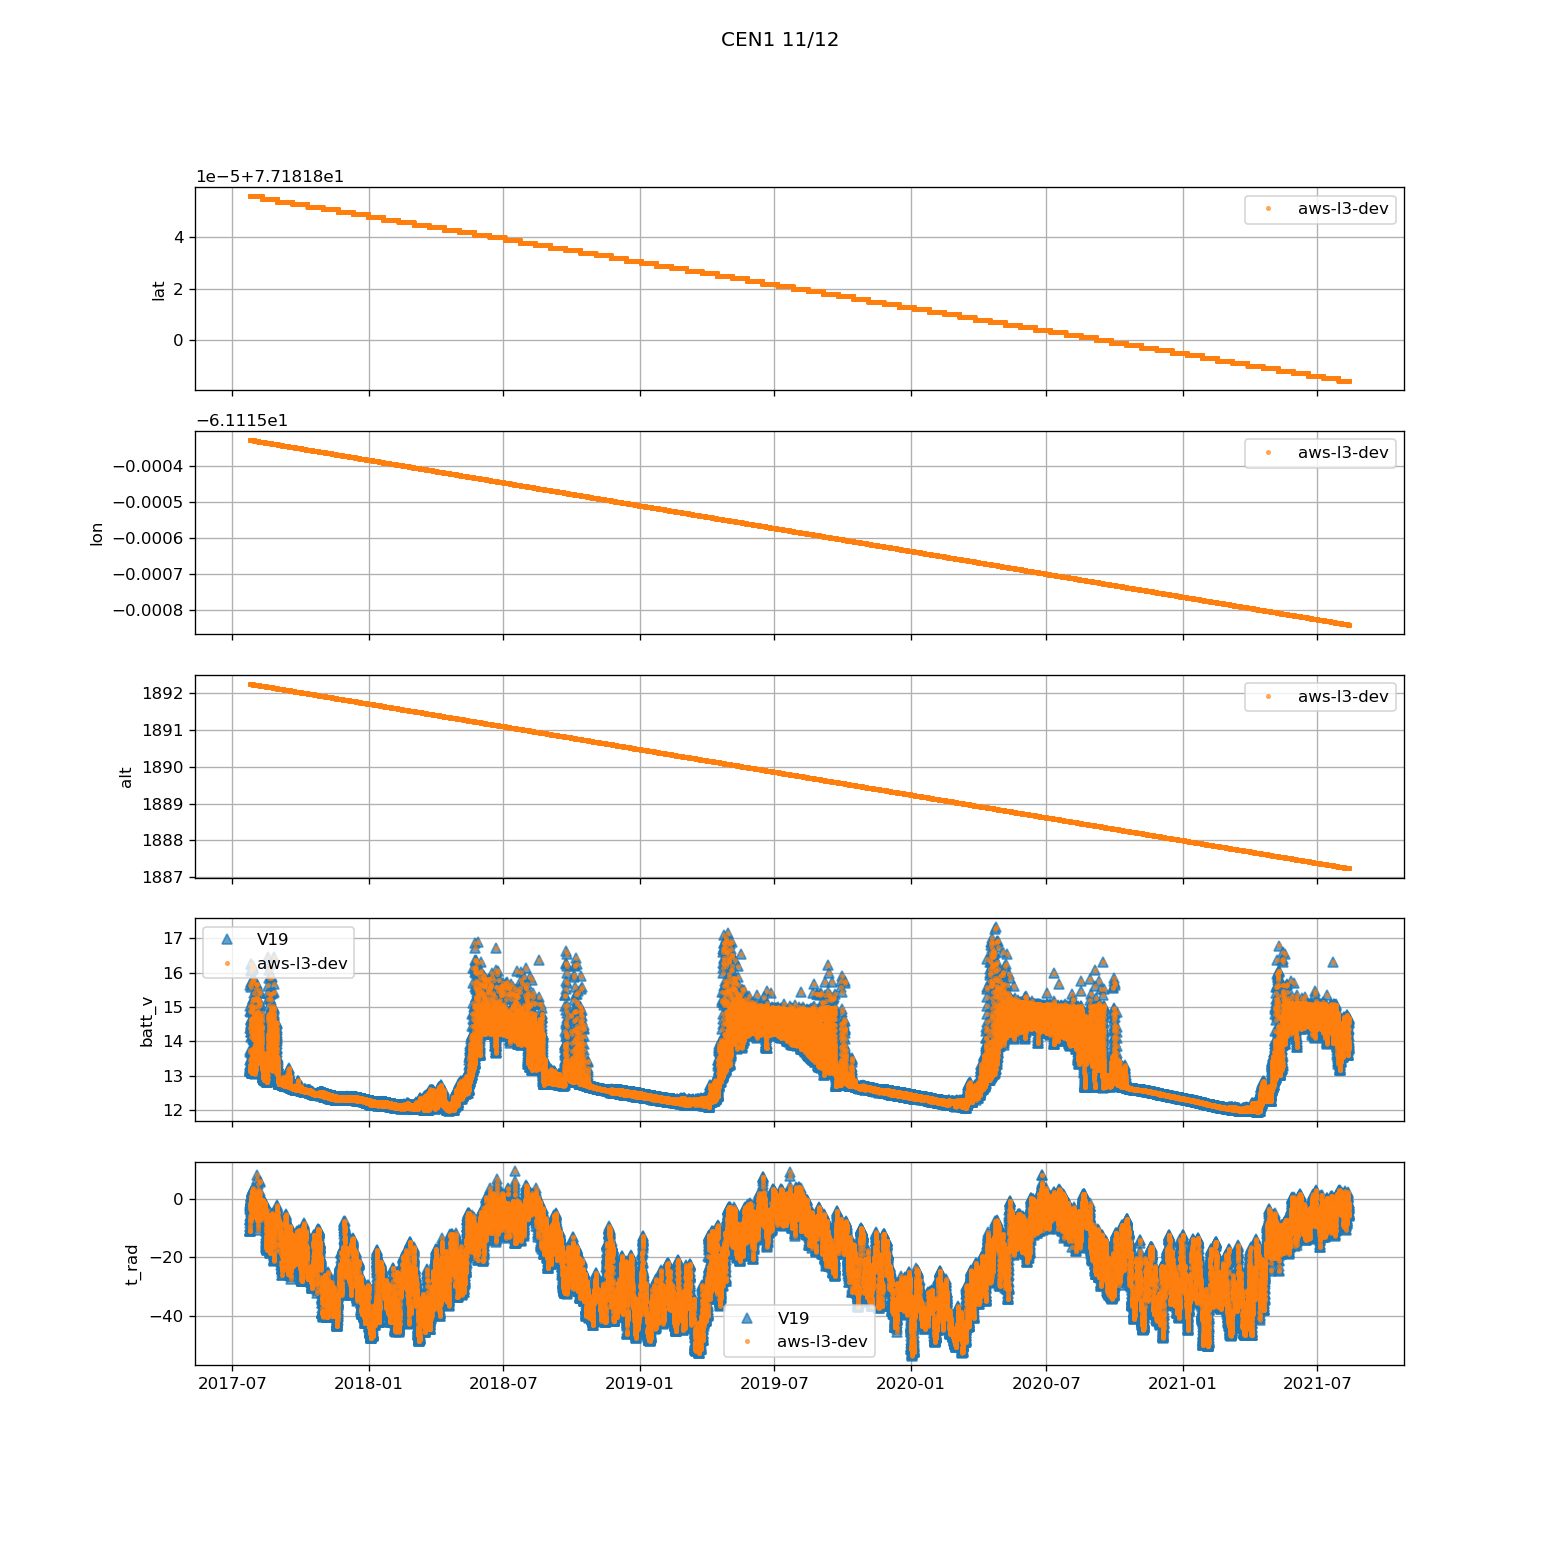 CEN1 11/12
1e−5+7.71818e1
aws-l3-dev
4
2
0
lat
−6.1115e1
aws-l3-dev
−0.0004
−0.0005
−0.0006
−0.0007
−0.0008
lon
aws-l3-dev
1892
1891
1890
1889
1888
1887
alt
V19
aws-l3-dev
17
16
15
14
13
12
batt_v
0
−20
−40
t_rad
V19
aws-l3-dev
2017-07 2018-01 2018-07 2019-01 2019-07 2020-01 2020-07 2021-01 2021-07